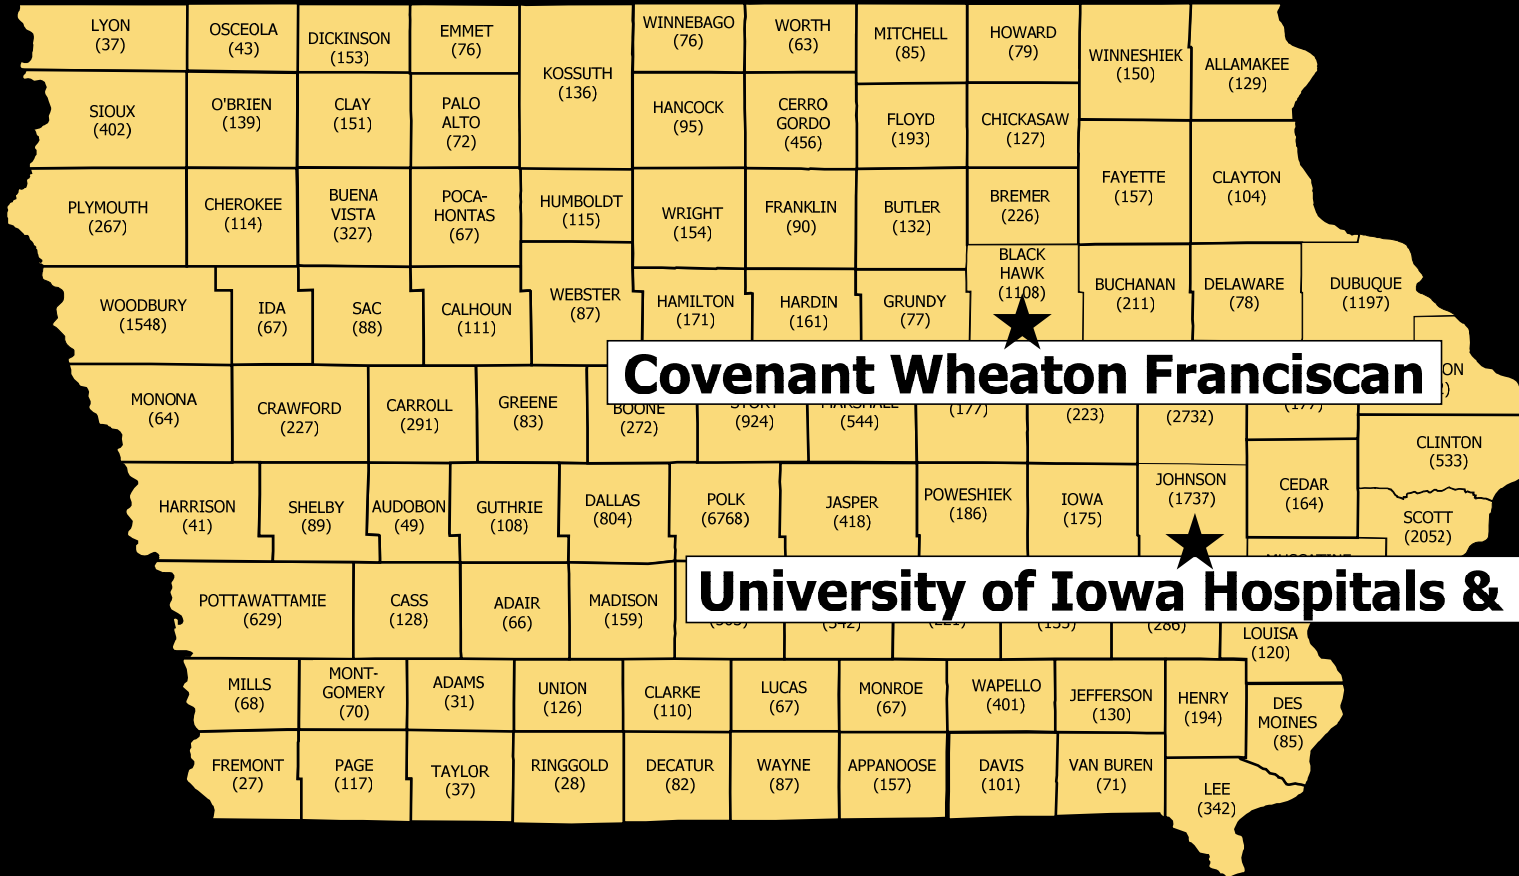 LYON
(37)
OSCEOLA
(43)
DICKINSON
(153)
EMMET
(76)
KOSSUTH
(136)
WINNEBAGO
(76)
WORTH
(63)
MITCHELL
(85)
HOWARD
(79)
WINNESHIEK
(150)
ALLAMAKEE
(129)
SIOUX
(402)
O'BRIEN
(139)
CLAY
(151)
PALO
ALTO
(72)
HANCOCK
(95)
CERRO
GORDO
(456)
FLOYD
(193)
CHICKASAW
(127)
FAYETTE
(157)
CLAYTON
(104)
PLYMOUTH
(267)
CHEROKEE
(114)
BUENA
VISTA
(327)
POCA-
HONTAS
(67)
HUMBOLDT
(115)
WRIGHT
(154)
FRANKLIN
(90)
BUTLER
(132)
BREMER
(226)
WOODBURY
(1548)
IDA
(67)
SAC
(88)
CALHOUN
(111)
WEBSTER
(87)
HAMILTON
(171)
HARDIN
(161)
GRUNDY
(77)
BLACK
HAWK
(1108)
BUCHANAN
(211)
DELAWARE
(78)
DUBUQUE
(1197)
Covenant Wheaton Franciscan
ON
MONONA
(64)
CRAWFORD
(227)
CARROLL
(291)
GREENE
(83)
BOONE
(272)
STORY
(924)
MARSHALL
(544)
(177)
(223)
(2732)
(177)
CLINTON
(533)
HARRISON
(41)
SHELBY
(89)
AUDOBON
(49)
GUTHRIE
(108)
DALLAS
(804)
POLK
(6768)
JASPER
(418)
POWESHIEK
(186)
IOWA
(175)
JOHNSON
(1737)
CEDAR
(164)
SCOTT
(2052)
MUSCATINE
University of Iowa Hospitals &
POTTAWATTAMIE
(629)
CASS
(128)
ADAIR
(66)
MADISON
(159)
(342)
(286)
LOUISA
(120)
MILLS
(68)
MONT-
GOMERY
(70)
ADAMS
(31)
UNION
(126)
CLARKE
(110)
LUCAS
(67)
MONROE
(67)
WAPELLO
(401)
JEFFERSON
(130)
HENRY
(194)
DES
MOINES
(85)
FREMONT
(27)
PAGE
(117)
TAYLOR
(37)
RINGGOLD
(28)
DECATUR
(82)
WAYNE
(87)
APPANOOSE
(157)
DAVIS
(101)
VAN BUREN
(71)
LEE
(342)